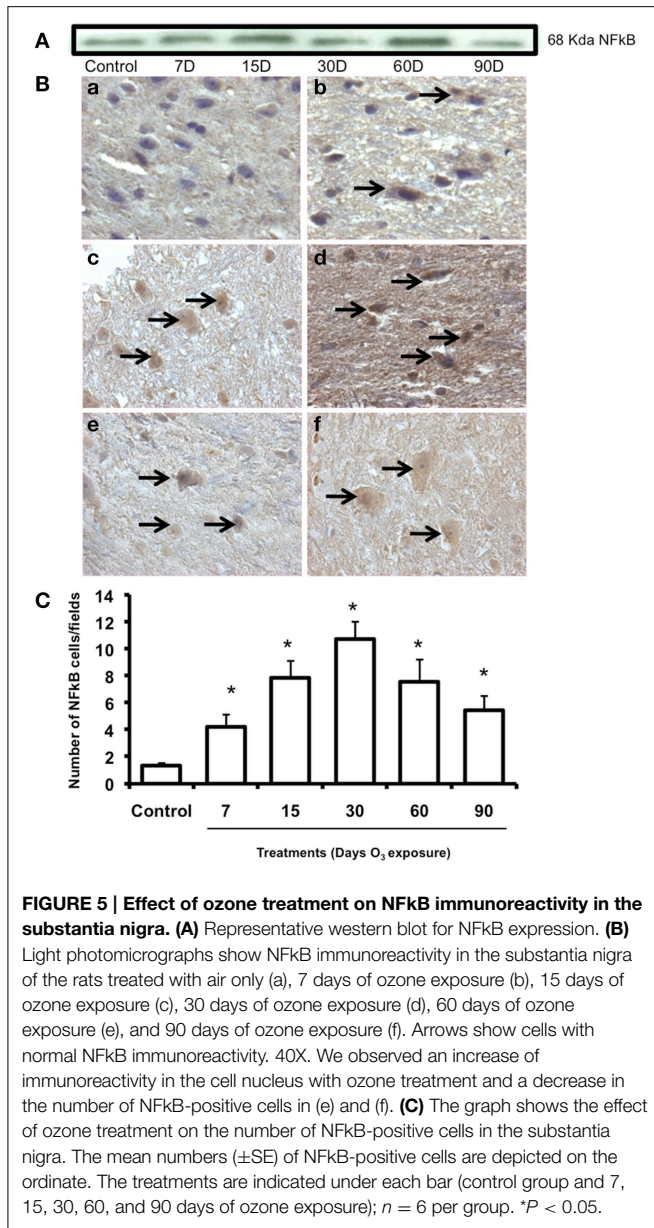 A
68 Kda NFkB
Control 7D 15D 30D 60D 90D
B
a b
c d
e f
C
Number of NFkB cells/fields
14
12
10
8
6
4
2
0
* * * * *
Control 7 15 30 60 90
Treatments (Days O₃ exposure)
FIGURE 5 | Effect of ozone treatment on NFkB immunoreactivity in the
substantia nigra. (A) Representative western blot for NFkB expression. (B)
Light photomicrographs show NFkB immunoreactivity in the substantia nigra
of the rats treated with air only (a), 7 days of ozone exposure (b), 15 days of
ozone exposure (c), 30 days of ozone exposure (d), 60 days of ozone
exposure (e), and 90 days of ozone exposure (f). Arrows show cells with
normal NFkB immunoreactivity. 40X. We observed an increase of
immunoreactivity in the cell nucleus with ozone treatment and a decrease in
the number of NFkB-positive cells in (e) and (f). (C) The graph shows the effect
of ozone treatment on the number of NFkB-positive cells in the substantia
nigra. The mean numbers (±SE) of NFkB-positive cells are depicted on the
ordinate. The treatments are indicated under each bar (control group and 7,
15, 30, 60, and 90 days of ozone exposure); n = 6 per group. *P < 0.05.